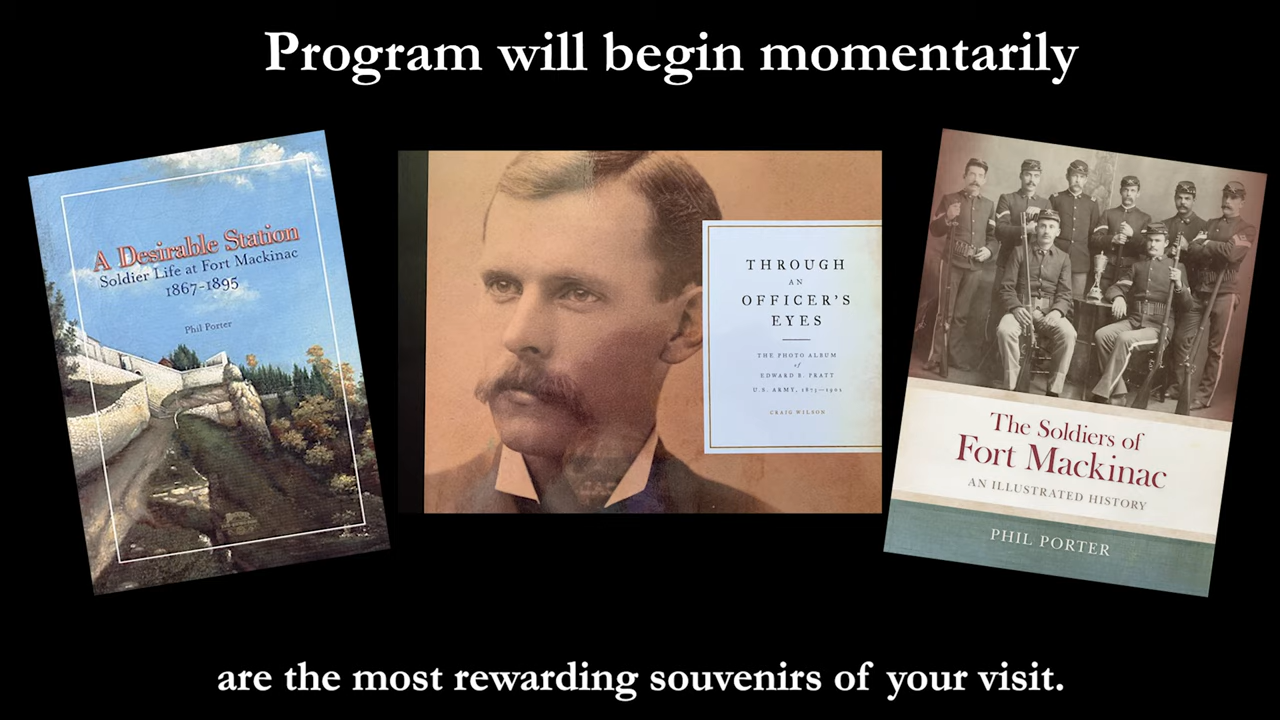 Program will begin momentarily
A Desirable Station
Soldier Life at Fort Mackinac
1867-1895
Phil Porter
THROUGH
AN
OFFICER'S
EYES
THE PHOTO ALBUM
of
EDWARD B. PRATT
U.S. ARMY, 1873—1901
CRAIG WILSON
The Soldiers of
Fort Mackinac
AN ILLUSTRATED HISTORY
PHIL PORTER
are the most rewarding souvenirs of your visit.